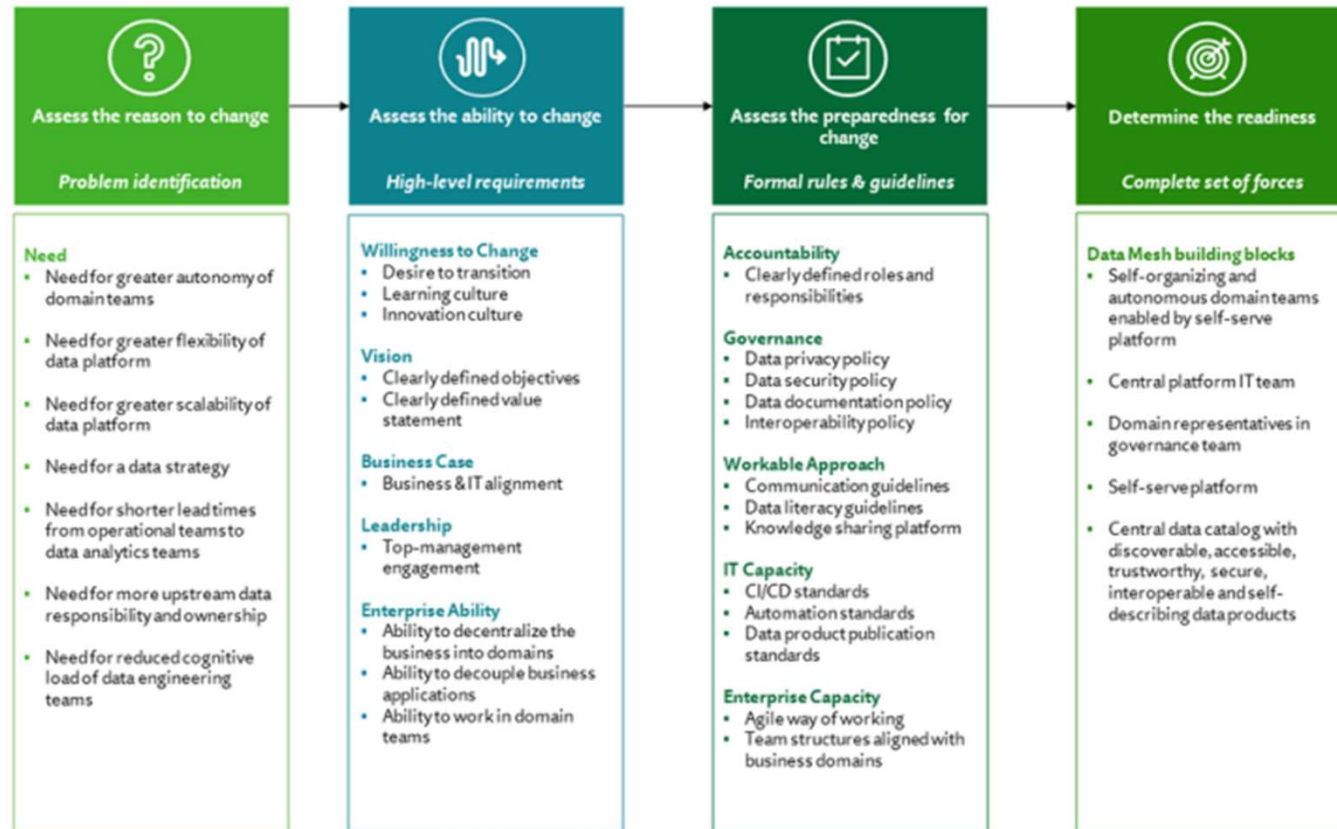 Assess the reason to change
Problem identification
Need
▪ Need for greater autonomy of
domain teams
▪ Need for greater flexibility of
data platform
▪ Need for greater scalability of
data platform
▪ Need for a data strategy
▪ Need for shorter lead times
from operational teams to
data analytics teams
▪ Need for more upstream data
responsibility and ownership
▪ Need for reduced cognitive
load of data engineering
teams
Assess the ability to change
High-level requirements
Willingness to Change
▪ Desire to transition
▪ Learning culture
▪ Innovation culture
Vision
▪ Clearly defined objectives
▪ Clearly defined value
statement
Business Case
▪ Business & IT alignment
Leadership
▪ Top-management
engagement
Enterprise Ability
▪ Ability to decentralize the
business into domains
▪ Ability to decouple business
applications
▪ Ability to work in domain
teams
Assess the preparedness for
change
Formal rules & guidelines
Accountability
▪ Clearly defined roles and
responsibilities
Governance
▪ Data privacy policy
▪ Data security policy
▪ Data documentation policy
▪ Interoperability policy
Workable Approach
▪ Communication guidelines
▪ Data literacy guidelines
▪ Knowledge sharing platform
IT Capacity
▪ CI/CD standards
▪ Automation standards
▪ Data product publication
standards
Enterprise Capacity
▪ Agile way of working
▪ Team structures aligned with
business domains
Determine the readiness
Complete set of forces
Data Mesh building blocks
▪ Self-organizing and
autonomous domain teams
enabled by self-serve
platform
▪ Central platform IT team
▪ Domain representatives in
governance team
▪ Self-serve platform
▪ Central data catalog with
discoverable, accessible,
trustworthy, secure,
interoperable and self-
describing data products